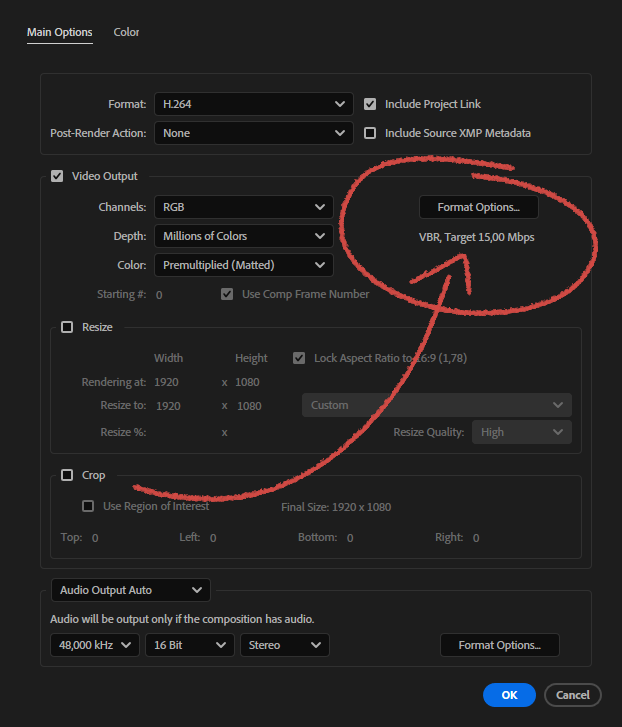 Main Options Color
Format: H.264 Include Project Link
Post-Render Action: None Include Source XMP Metadata
Video Output
Channels: RGB Format Options...
Depth: Millions of Colors VBR, Target 15,00 Mbps
Color: Premultiplied (Matted)
Starting #: 0 Use Comp Frame Number
Resize
Width Height Lock Aspect Ratio to 16:9 (1,78)
Rendering at: 1920 x 1080
Resize to: 1920 x 1080 Custom
Resize %: x Resize Quality: High
Crop
Use Region of Interest Final Size: 1920 x 1080
Top: 0 Left: 0 Bottom: 0 Right: 0
Audio Output Auto
Audio will be output only if the composition has audio.
48,000 kHz 16 Bit Stereo Format Options...
OK Cancel